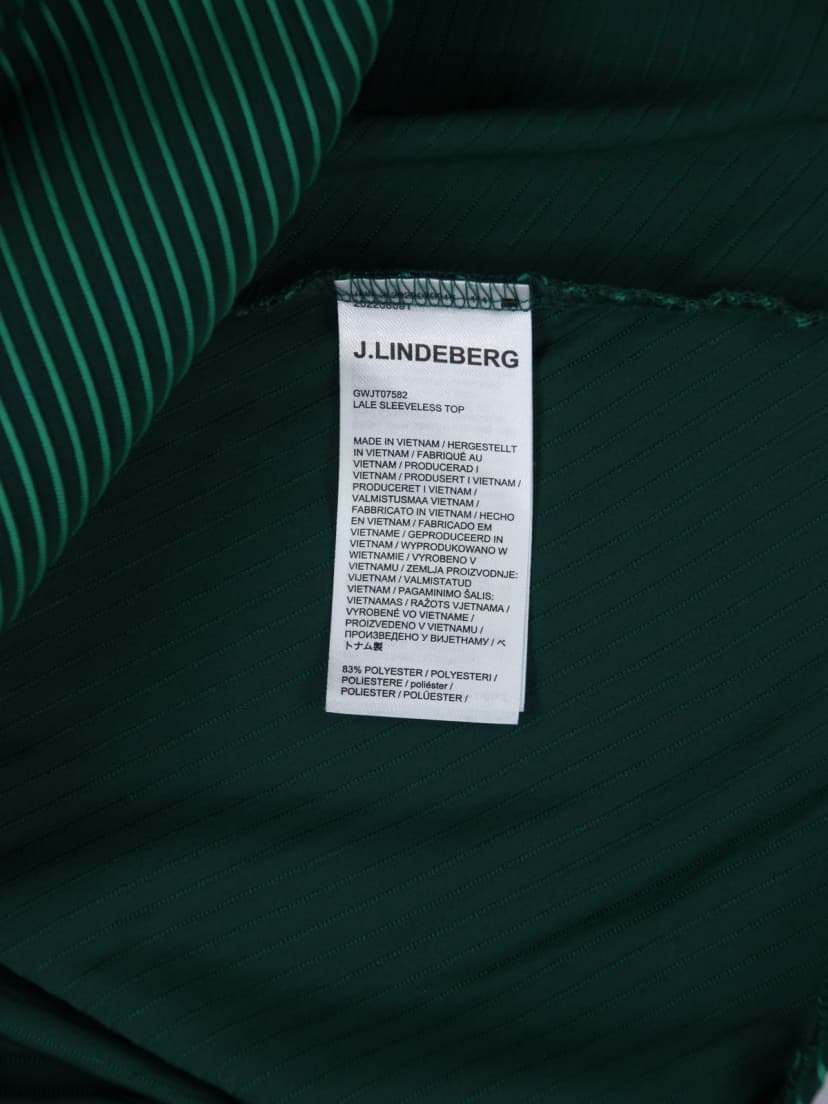 J.LINDEBERG
GWJT07582
LALE SLEEVELESS TOP
MADE IN VIETNAM / HERGESTELLT
IN VIETNAM / FABRIQUÉ AU
VIETNAM / PRODUCERAD I
VIETNAM / PRODUSERT I VIETNAM /
PRODUCERET I VIETNAM /
VALMISTUSMAA VIETNAM /
FABBRICATO IN VIETNAM / HECHO
EN VIETNAM / FABRICADO EM
VIETNAME / GEPRODUCEERD IN
VIETNAM / WYPRODUKOWANO W
WIETNAMIE / VYROBENO V
VIETNAMU / ZEMLJA PROIZVODNJE:
VIJETNAM / VALMISTATUD
VIETNAM / PAGAMINIMO ŠALIS:
VIETNAMAS / RAŽOTS VJETNAMA /
VYROBENÉ VO VIETNAME /
PROIZVEDENO V VIETNAMU /
ПРОИЗВЕДЕНО У ВИЈЕТНАМУ / ベ
トナム製
83% POLYESTER / POLYESTERI /
POLIESTERE / poliéster /
POLIESTER / POLÜESTER /